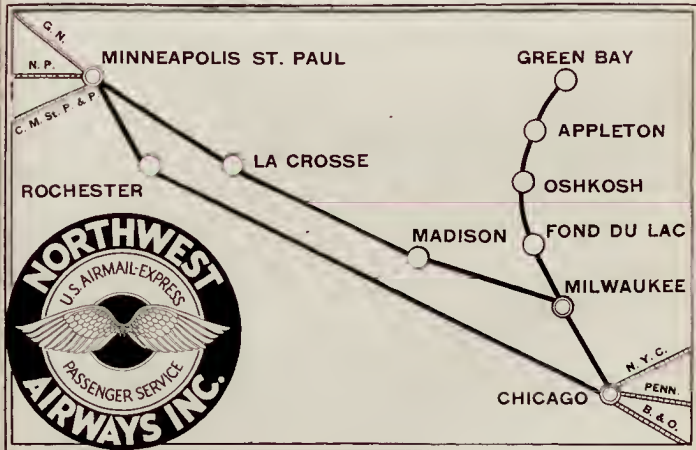 G. N.
N. P.
C. M. St. P. & P.
MINNEAPOLIS ST. PAUL
GREEN BAY
APPLETON
OSHKOSH
LA CROSSE
ROCHESTER
MADISON
FOND DU LAC
MILWAUKEE
CHICAGO
N. Y. C.
PENN.
B. & O.
NORTHWEST
U.S. AIRMAIL-EXPRESS
PASSENGER SERVICE
AIRWAYS INC.